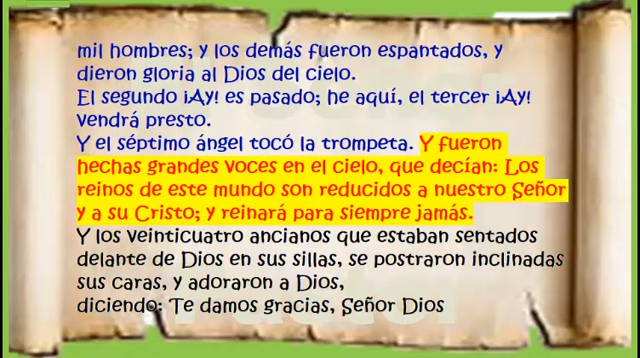 mil hombres; y los demás fueron espantados, y
dieron gloria al Dios del cielo.
El segundo ¡Ay! es pasado; he aquí, el tercer ¡Ay!
vendrá presto.
Y el séptimo ángel tocó la trompeta. Y fueron
hechas grandes voces en el cielo, que decían: Los
reinos de este mundo son reducidos a nuestro Señor
y a su Cristo; y reinará para siempre jamás.
Y los veinticuatro ancianos que estaban sentados
delante de Dios en sus sillas, se postraron inclinadas
sus caras, y adoraron a Dios,
diciendo: Te damos gracias, Señor Dios